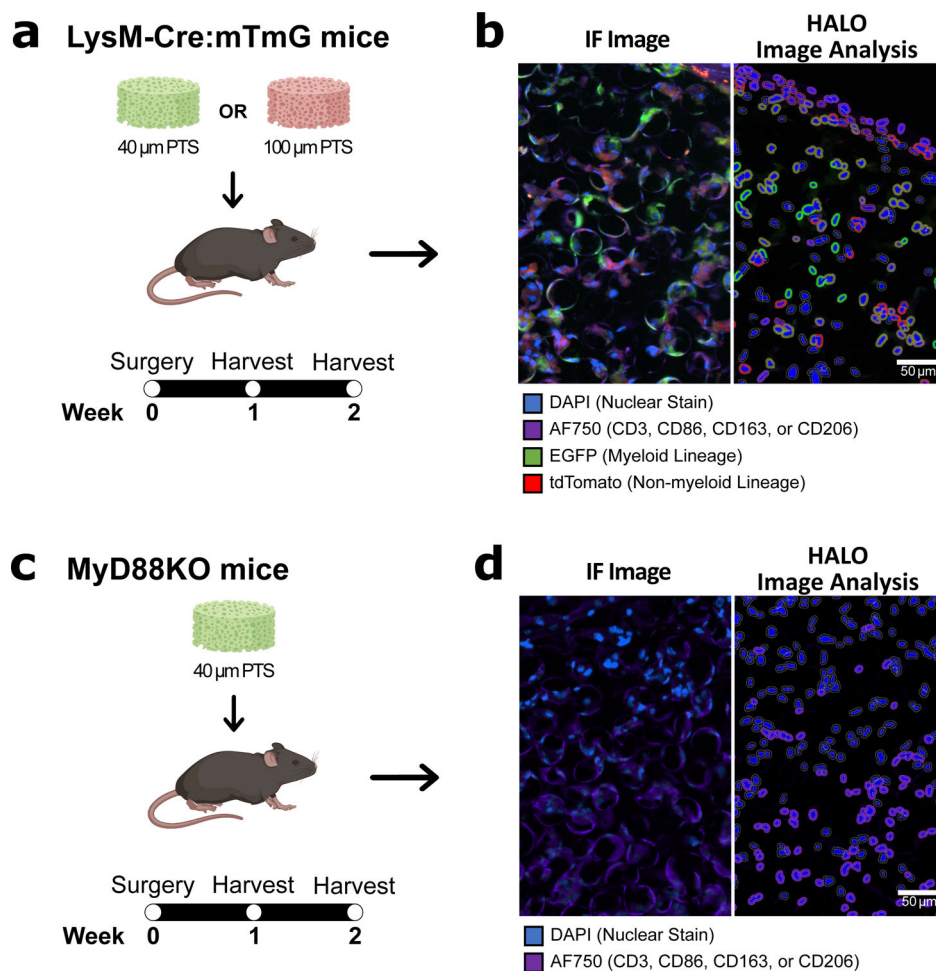 a LysM-Cre:mTmG mice
40 µm PTS
OR
100 µm PTS
Surgery Harvest Harvest
Week 0 1 2
b
IF Image
HALO
Image Analysis
50 µm
DAPI (Nuclear Stain)
AF750 (CD3, CD86, CD163, or CD206)
EGFP (Myeloid Lineage)
tdTomato (Non-myeloid Lineage)
c MyD88KO mice
40 µm PTS
Surgery Harvest Harvest
Week 0 1 2
d
IF Image
HALO
Image Analysis
50 µm
DAPI (Nuclear Stain)
AF750 (CD3, CD86, CD163, or CD206)